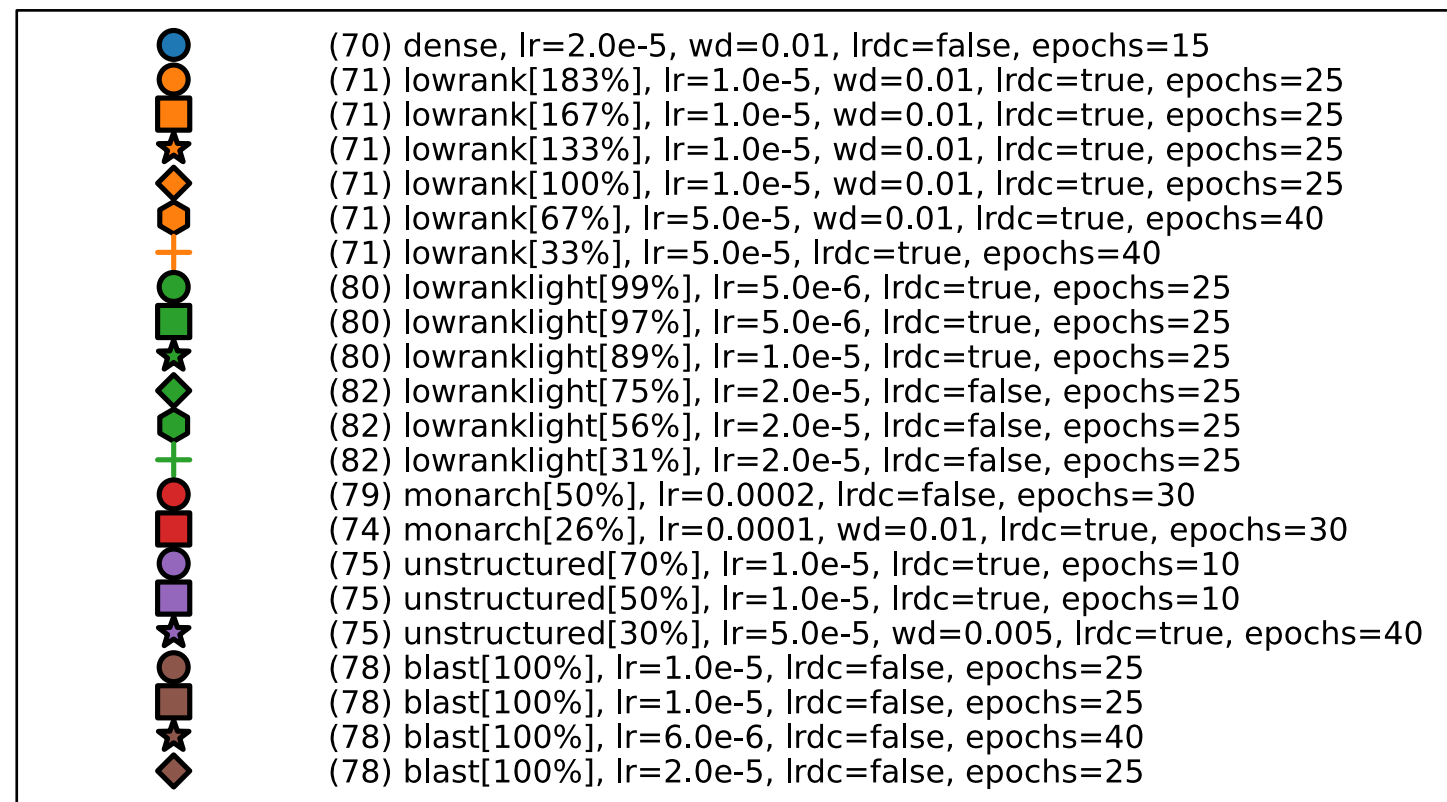 (70) dense, lr=2.0e-5, wd=0.01, lrdc=false, epochs=15
(71) lowrank[183%], lr=1.0e-5, wd=0.01, lrdc=true, epochs=25
(71) lowrank[167%], lr=1.0e-5, wd=0.01, lrdc=true, epochs=25
(71) lowrank[133%], lr=1.0e-5, wd=0.01, lrdc=true, epochs=25
(71) lowrank[100%], lr=1.0e-5, wd=0.01, lrdc=true, epochs=25
(71) lowrank[67%], lr=5.0e-5, wd=0.01, lrdc=true, epochs=40
(71) lowrank[33%], lr=5.0e-5, lrdc=true, epochs=40
(80) lowranklight[99%], lr=5.0e-6, lrdc=true, epochs=25
(80) lowranklight[97%], lr=5.0e-6, lrdc=true, epochs=25
(80) lowranklight[89%], lr=1.0e-5, lrdc=true, epochs=25
(82) lowranklight[75%], lr=2.0e-5, lrdc=false, epochs=25
(82) lowranklight[56%], lr=2.0e-5, lrdc=false, epochs=25
(82) lowranklight[31%], lr=2.0e-5, lrdc=false, epochs=25
(79) monarch[50%], lr=0.0002, lrdc=false, epochs=30
(74) monarch[26%], lr=0.0001, wd=0.01, lrdc=true, epochs=30
(75) unstructured[70%], lr=1.0e-5, lrdc=true, epochs=10
(75) unstructured[50%], lr=1.0e-5, lrdc=true, epochs=10
(75) unstructured[30%], lr=5.0e-5, wd=0.005, lrdc=true, epochs=40
(78) blast[100%], lr=1.0e-5, lrdc=false, epochs=25
(78) blast[100%], lr=1.0e-5, lrdc=false, epochs=25
(78) blast[100%], lr=6.0e-6, lrdc=false, epochs=40
(78) blast[100%], lr=2.0e-5, lrdc=false, epochs=25